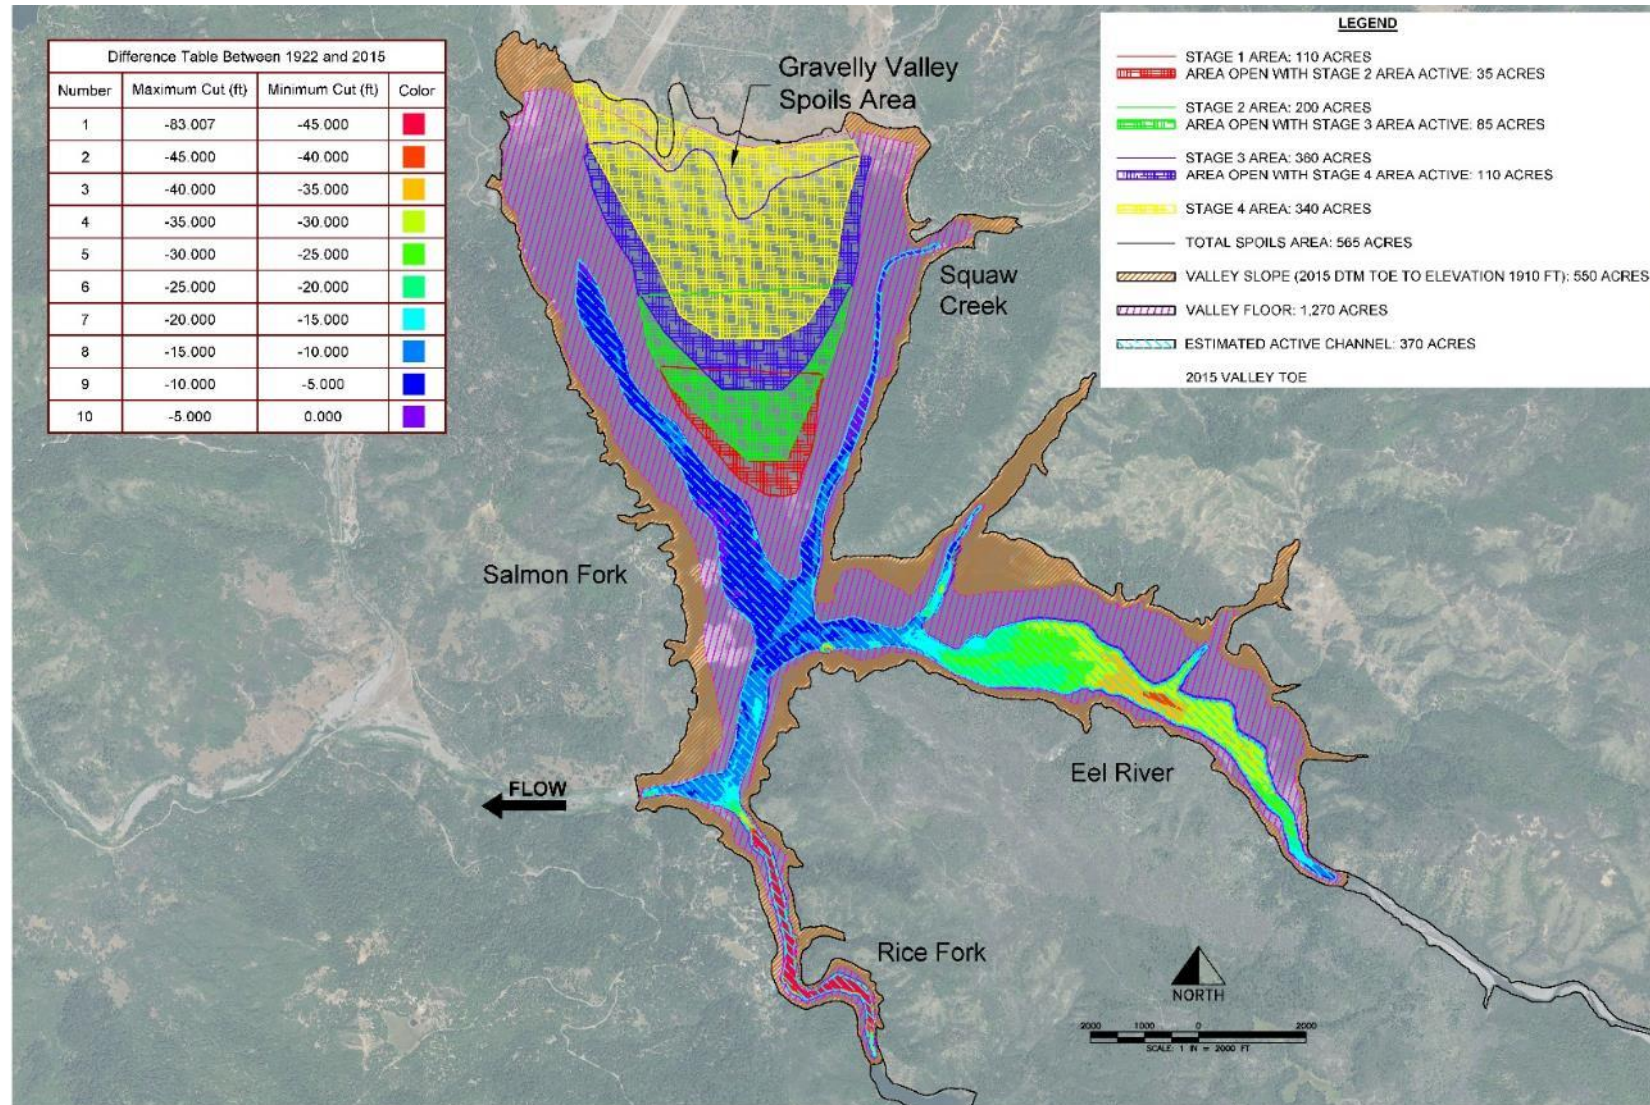 Difference Table Between 1922 and 2015
Number Maximum Cut (ft) Minimum Cut (ft) Color
1 -83.007 -45.000
2 -45.000 -40.000
3 -40.000 -35.000
4 -35.000 -30.000
5 -30.000 -25.000
6 -25.000 -20.000
7 -20.000 -15.000
8 -15.000 -10.000
9 -10.000 -5.000
10 -5.000 0.000
Gravelly Valley
Spoils Area
LEGEND
STAGE 1 AREA: 110 ACRES
AREA OPEN WITH STAGE 2 AREA ACTIVE: 35 ACRES
STAGE 2 AREA: 200 ACRES
AREA OPEN WITH STAGE 3 AREA ACTIVE: 85 ACRES
STAGE 3 AREA: 360 ACRES
AREA OPEN WITH STAGE 4 AREA ACTIVE: 110 ACRES
STAGE 4 AREA: 340 ACRES
TOTAL SPOILS AREA: 565 ACRES
VALLEY SLOPE (2015 DTM TOE TO ELEVATION 1910 FT): 550 ACRES
VALLEY FLOOR: 1,270 ACRES
ESTIMATED ACTIVE CHANNEL: 370 ACRES
2015 VALLEY TOE
Squaw
Creek
Salmon Fork
Eel River
FLOW
Rice Fork
NORTH
2000 1000 0 2000
SCALE: 1 IN = 2000 FT